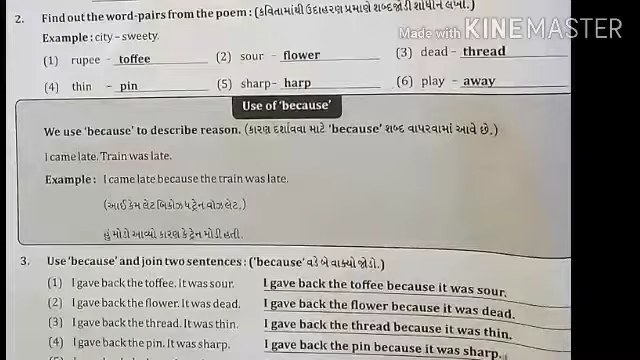 2. Find out the word-pairs from the poem : (કવિતામાંથી ઉદાહરણ પ્રમાણે શબ્દજોડી શોધીને લખો.)
Made with KINEMASTER
Example : city – sweety.
(1) rupee - toffee (2) sour - flower (3) dead - thread
(4) thin - pin (5) sharp- harp (6) play - away
Use of 'because'
We use 'because' to describe reason. (કારણ દર્શાવવા માટે 'because' શબ્દ વાપરવામાં આવે છે.)
I came late. Train was late.
Example : I came late because the train was late.
(આઈ કેમ લેટ બિકોઝ ધ ટ્રેન વોઝ લેટ.)
હું મોડી આવ્યો કારણ કે ટ્રેન મોડી હતી.
3. Use 'because' and join two sentences : ('because' વડે બે વાક્યો જોડો.)
(1) I gave back the toffee. It was sour. I gave back the toffee because it was sour.
(2) I gave back the flower. It was dead. I gave back the flower because it was dead.
(3) I gave back the thread. It was thin. I gave back the thread because it was thin.
(4) I gave back the pin. It was sharp. I gave back the pin because it was sharp.